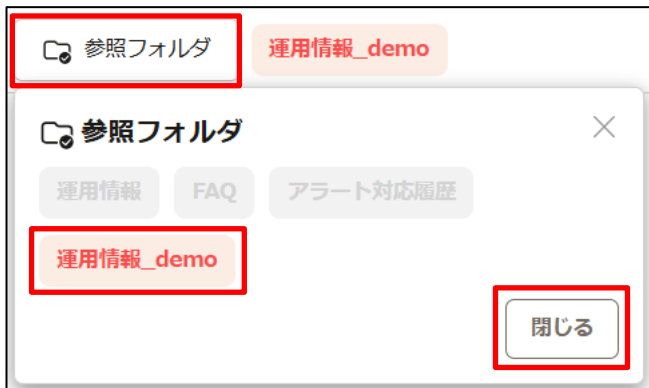 参照フォルダ 運用情報_demo
参照フォルダ
運用情報 FAQ アラート対応履歴
運用情報_demo
閉じる